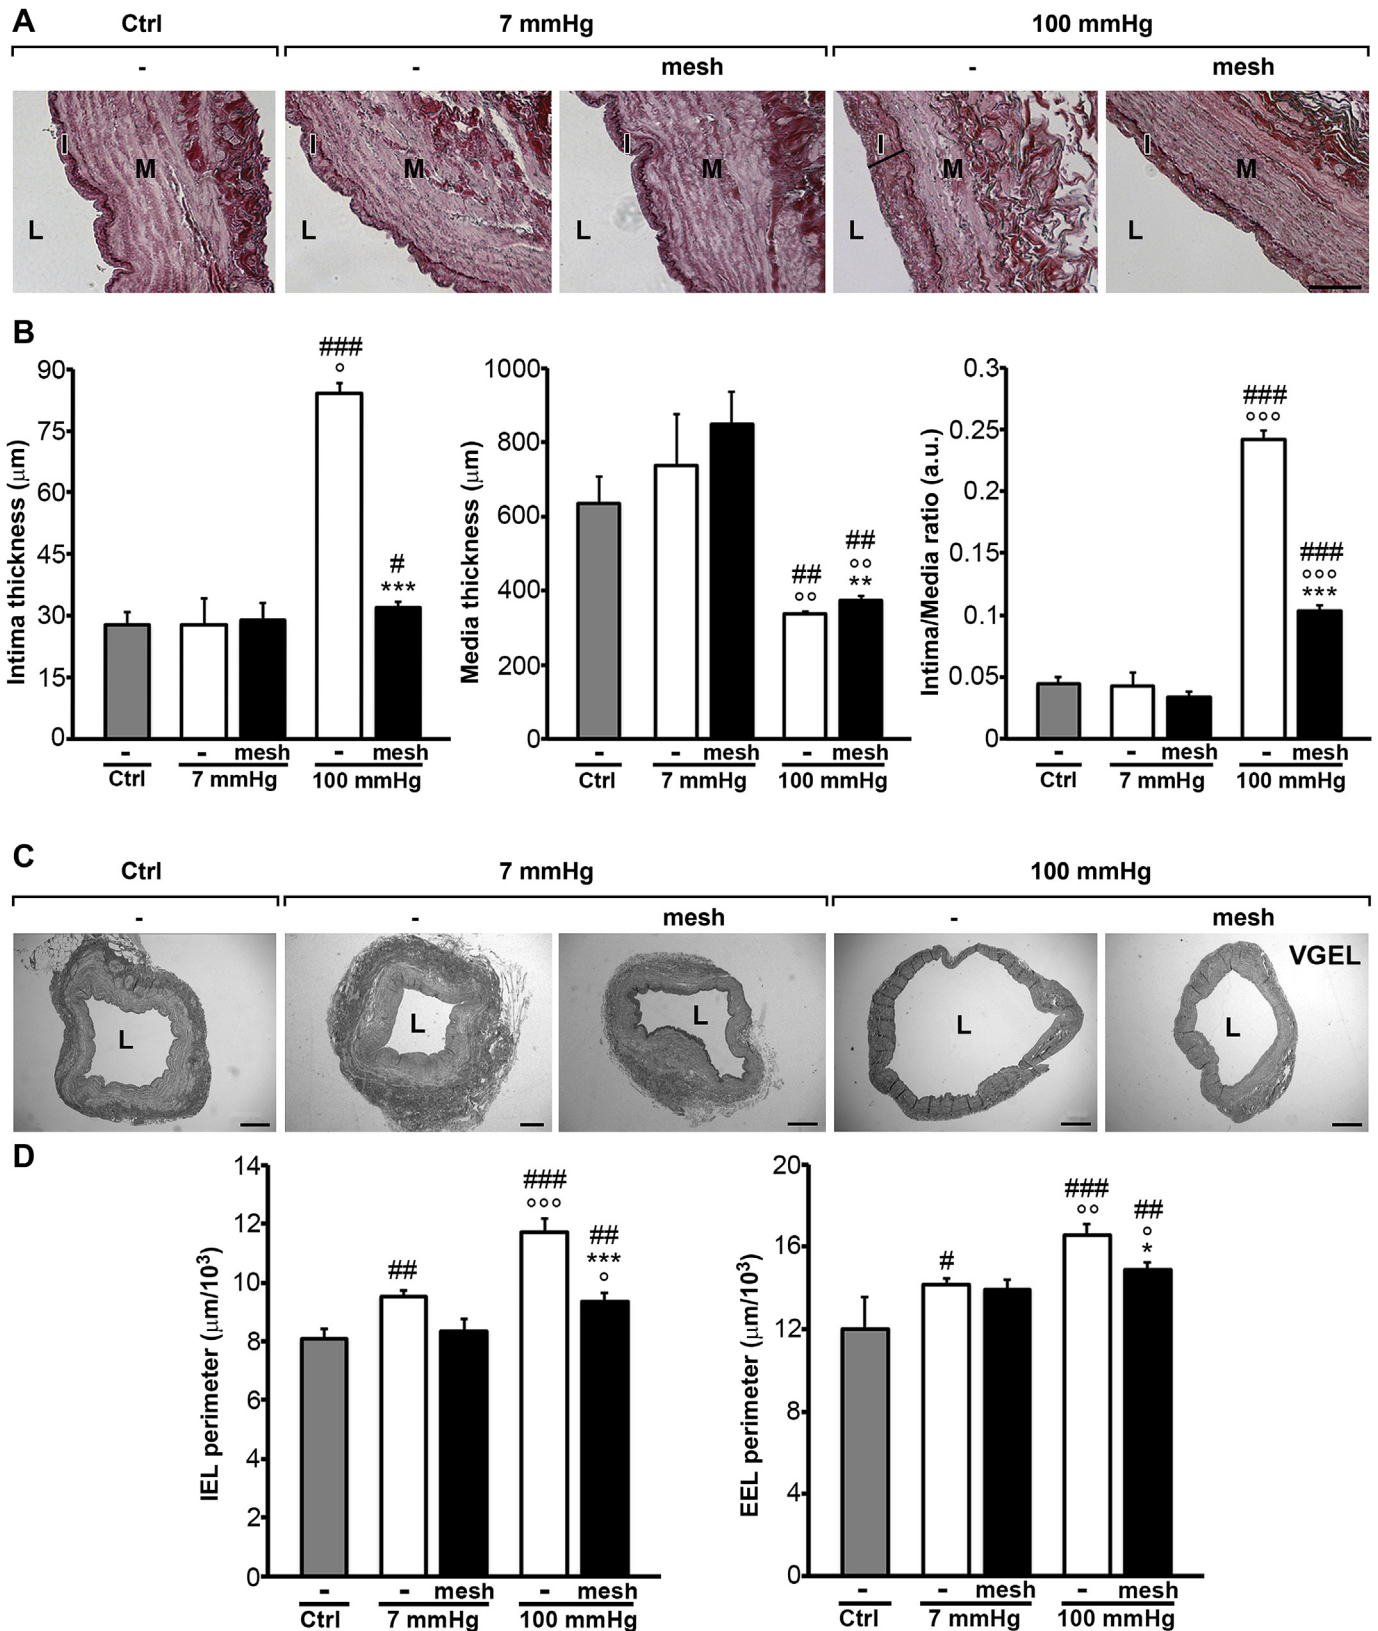 A
Ctrl 7 mmHg 100 mmHg
- - mesh - mesh
I M L
I M L
I M L
I M L
I M L
B
Intima thickness (μm)
90
75
60
45
30
15
0
###
°
#
***
- - mesh - mesh
Ctrl 7 mmHg 100 mmHg
Media thickness (μm)
1000
800
600
400
200
0
##
°°
##
°°
**
- - mesh - mesh
Ctrl 7 mmHg 100 mmHg
Intima/Media ratio (a.u.)
0.3
0.25
0.2
0.15
0.1
0.05
0
###
°°°
###
°°°
***
- - mesh - mesh
Ctrl 7 mmHg 100 mmHg
C
Ctrl 7 mmHg 100 mmHg
- - mesh - mesh
L
L
L
L
L
VGEL
D
IEL perimeter (μm/10³)
14
12
10
8
6
4
2
0
##
###
°°°
##
***
°
- - mesh - mesh
Ctrl 7 mmHg 100 mmHg
EEL perimeter (μm/10³)
20
16
12
8
4
0
#
###
°°
##
°
*
- - mesh - mesh
Ctrl 7 mmHg 100 mmHg